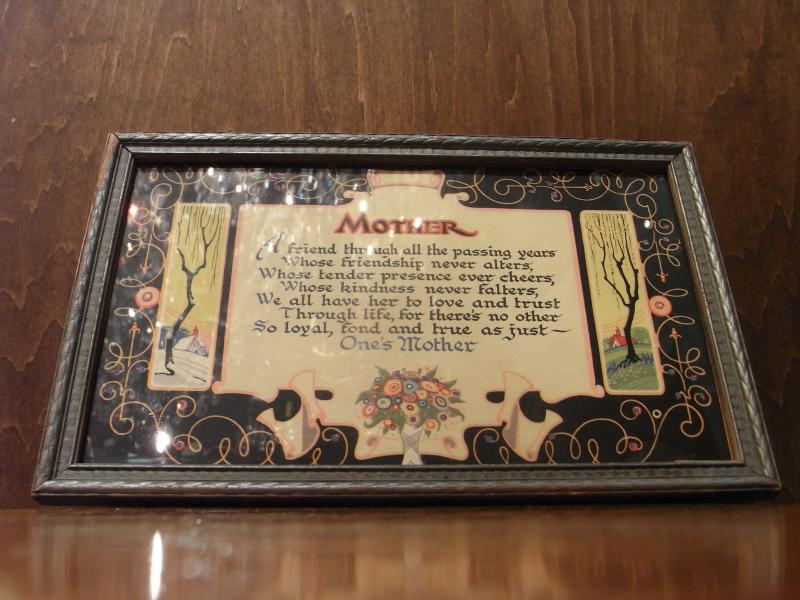 MOTHER
A friend through all the passing years
Whose friendship never alters,
Whose tender presence ever cheers,
Whose kindness never falters,
We all have her to love and trust
Through life, for there's no other
So loyal, fond and true as just—
One's Mother